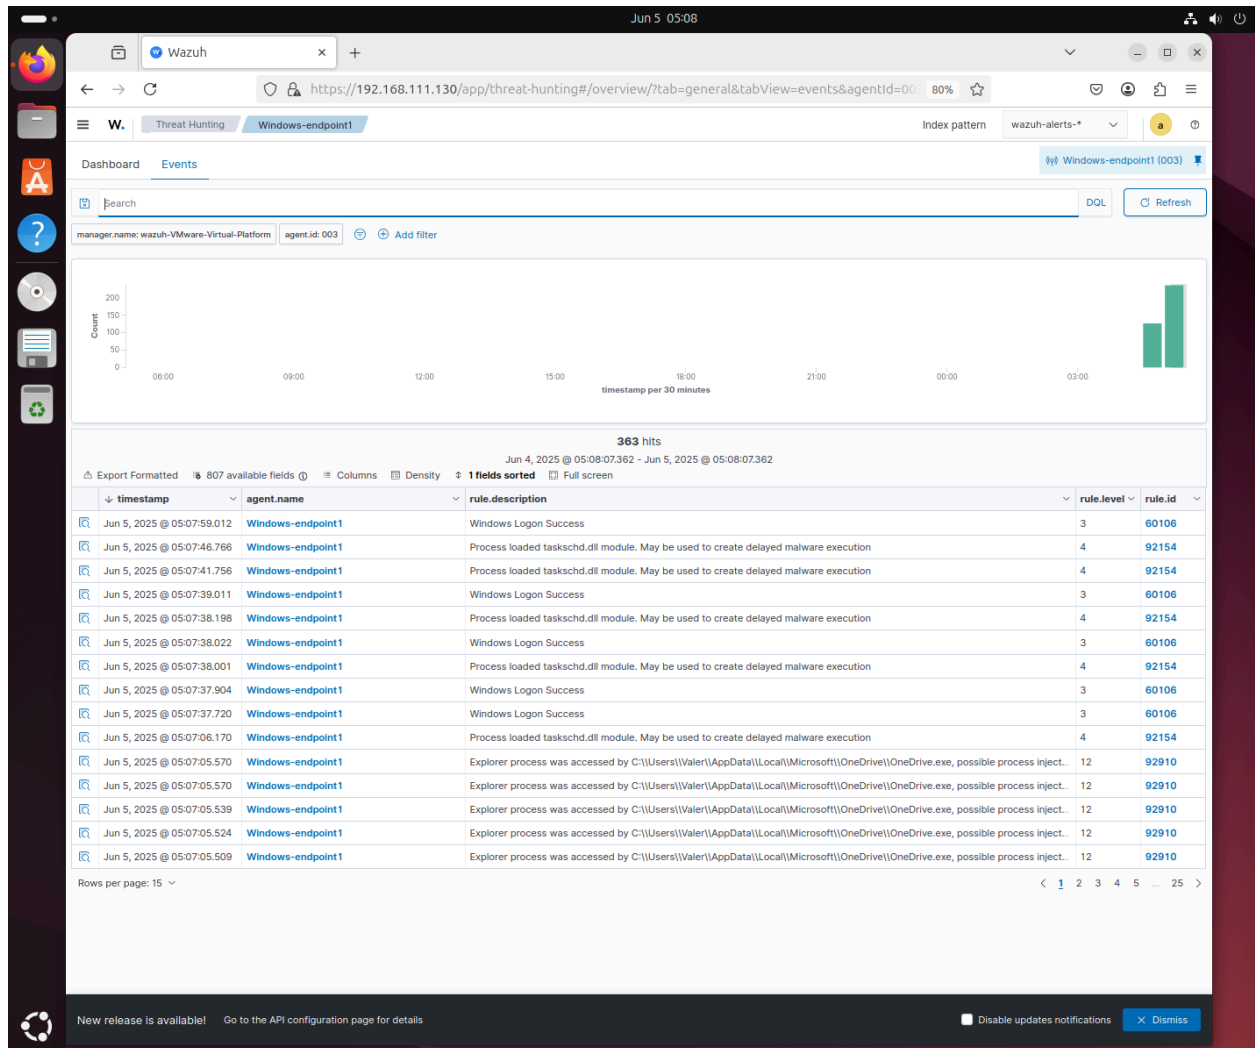 Jun 5 05:08
Wazuh
https://192.168.111.130/app/threat-hunting#/overview/?tab=general&tabView=events&agentId=00 80%
W. Threat Hunting Windows-endpoint1 Index pattern wazuh-alerts-* a
Dashboard Events Windows-endpoint1 (003)
Search DQL Refresh
manager.name: wazuh-VMware-Virtual-Platform agent.id: 003 Add filter
200
150
100
50
0
Count
06:00 09:00 12:00 15:00 18:00 21:00 00:00 03:00
timestamp per 30 minutes
363 hits
Jun 4, 2025 @ 05:08:07.362 - Jun 5, 2025 @ 05:08:07.362
Export Formatted 807 available fields Columns Density 1 fields sorted Full screen
timestamp agent.name rule.description rule.level rule.id
Jun 5, 2025 @ 05:07:59.012 Windows-endpoint1 Windows Logon Success 3 60106
Jun 5, 2025 @ 05:07:46.766 Windows-endpoint1 Process loaded taskschd.dll module. May be used to create delayed malware execution 4 92154
Jun 5, 2025 @ 05:07:41.756 Windows-endpoint1 Process loaded taskschd.dll module. May be used to create delayed malware execution 4 92154
Jun 5, 2025 @ 05:07:39.011 Windows-endpoint1 Windows Logon Success 3 60106
Jun 5, 2025 @ 05:07:38.198 Windows-endpoint1 Process loaded taskschd.dll module. May be used to create delayed malware execution 4 92154
Jun 5, 2025 @ 05:07:38.022 Windows-endpoint1 Windows Logon Success 3 60106
Jun 5, 2025 @ 05:07:38.001 Windows-endpoint1 Process loaded taskschd.dll module. May be used to create delayed malware execution 4 92154
Jun 5, 2025 @ 05:07:37.904 Windows-endpoint1 Windows Logon Success 3 60106
Jun 5, 2025 @ 05:07:37.720 Windows-endpoint1 Windows Logon Success 3 60106
Jun 5, 2025 @ 05:07:06.170 Windows-endpoint1 Process loaded taskschd.dll module. May be used to create delayed malware execution 4 92154
Jun 5, 2025 @ 05:07:05.570 Windows-endpoint1 Explorer process was accessed by C:\\Users\\Valer\\AppData\\Local\\Microsoft\\OneDrive\\OneDrive.exe, possible process inject... 12 92910
Jun 5, 2025 @ 05:07:05.570 Windows-endpoint1 Explorer process was accessed by C:\\Users\\Valer\\AppData\\Local\\Microsoft\\OneDrive\\OneDrive.exe, possible process inject... 12 92910
Jun 5, 2025 @ 05:07:05.539 Windows-endpoint1 Explorer process was accessed by C:\\Users\\Valer\\AppData\\Local\\Microsoft\\OneDrive\\OneDrive.exe, possible process inject... 12 92910
Jun 5, 2025 @ 05:07:05.524 Windows-endpoint1 Explorer process was accessed by C:\\Users\\Valer\\AppData\\Local\\Microsoft\\OneDrive\\OneDrive.exe, possible process inject... 12 92910
Jun 5, 2025 @ 05:07:05.509 Windows-endpoint1 Explorer process was accessed by C:\\Users\\Valer\\AppData\\Local\\Microsoft\\OneDrive\\OneDrive.exe, possible process inject... 12 92910
Rows per page: 15 1 2 3 4 5 ... 25
New release is available! Go to the API configuration page for details Disable updates notifications Dismiss